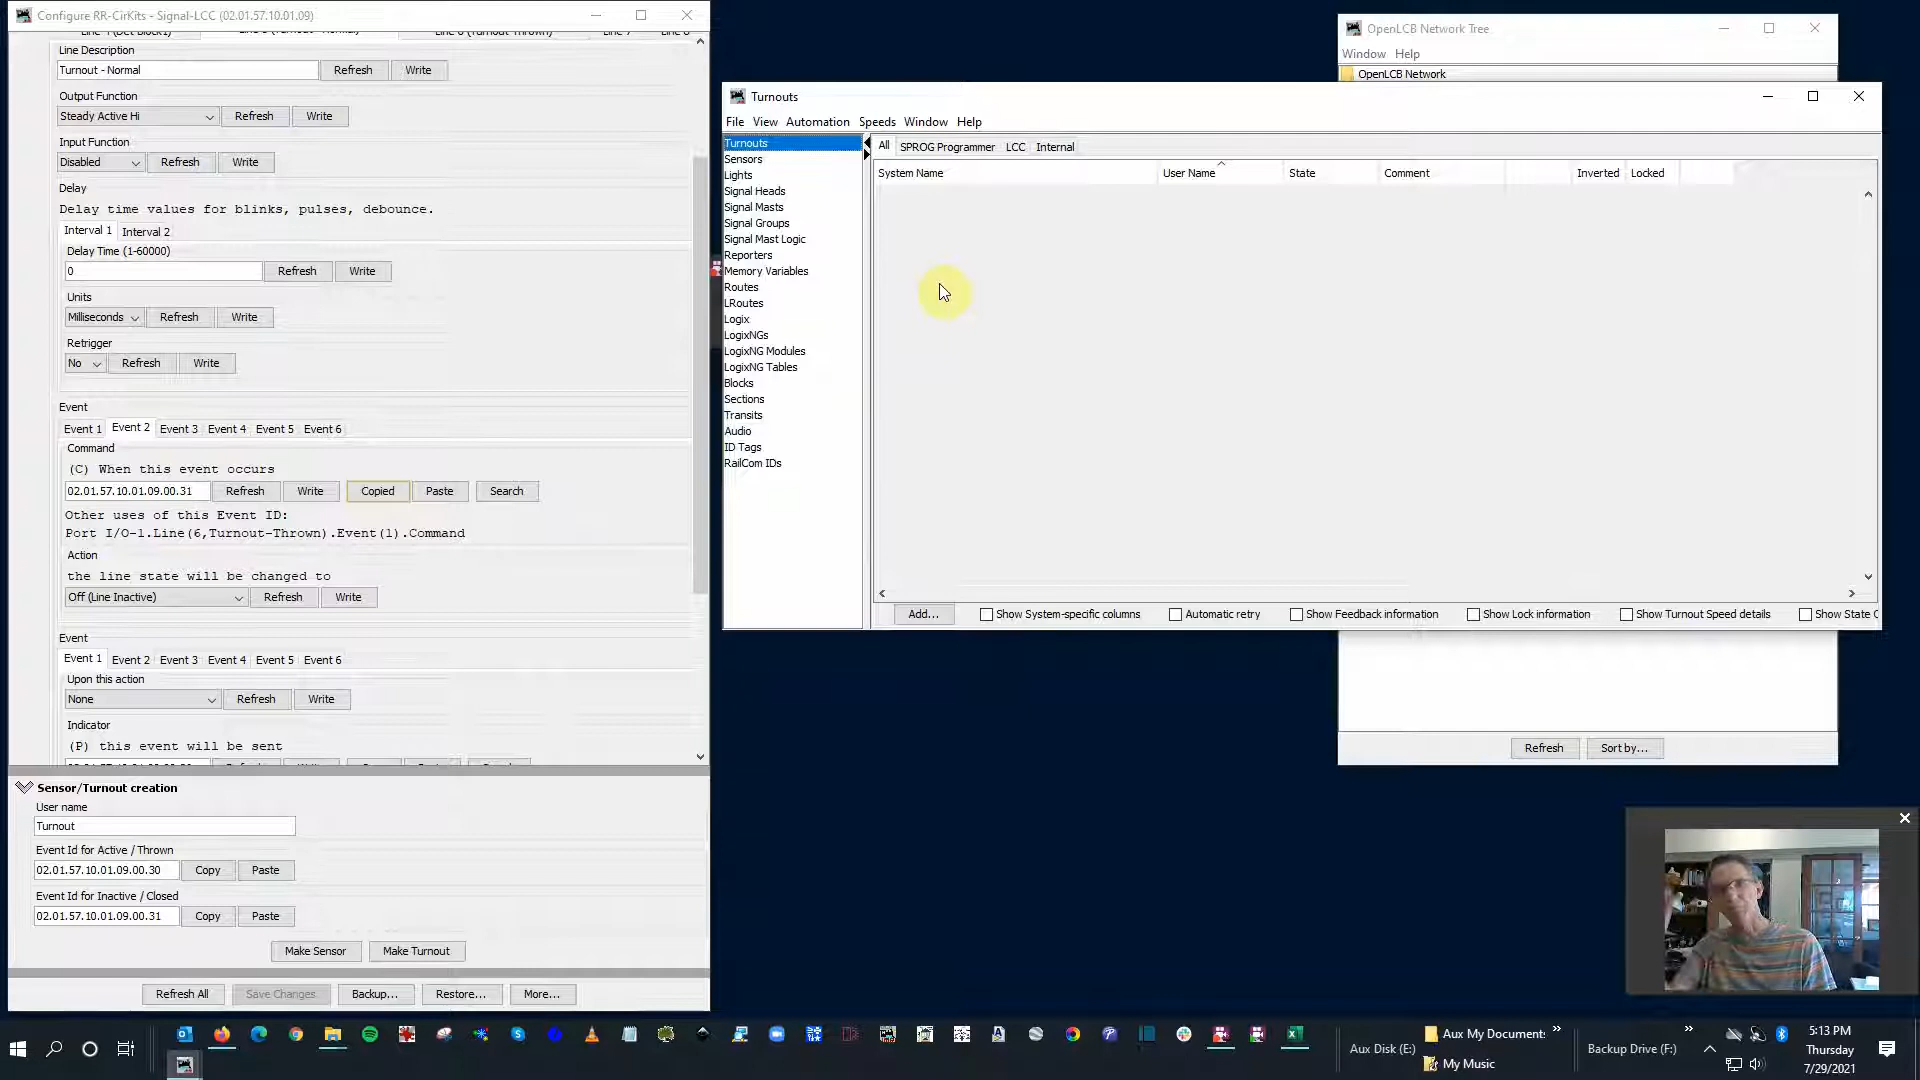 Configure RR-CirKits - Signal-LCC (02.01.57.10.01.09)
Line Description
Turnout - Normal Refresh Write
Output Function
Steady Active Hi Refresh Write
Input Function
Disabled Refresh Write
Delay
Delay time values for blinks, pulses, debounce.
Interval 1 Interval 2
Delay Time (1-60000)
0 Refresh Write
Units
Milliseconds Refresh Write
Retrigger
No Refresh Write
Event
Event 1 Event 2 Event 3 Event 4 Event 5 Event 6
Command
(C) When this event occurs
02.01.57.10.01.09.00.31 Refresh Write Copied Paste Search
Other uses of this Event ID:
Port I/O-1.Line(6,Turnout-Thrown).Event(1).Command
Action
the line state will be changed to
Off (Line Inactive) Refresh Write
Event
Event 1 Event 2 Event 3 Event 4 Event 5 Event 6
Upon this action
None Refresh Write
Indicator
(P) this event will be sent
Sensor/Turnout creation
User name
Turnout
Event Id for Active / Thrown
02.01.57.10.01.09.00.30 Copy Paste
Event Id for Inactive / Closed
02.01.57.10.01.09.00.31 Copy Paste
Make Sensor Make Turnout
Refresh All Save Changes Backup... Restore... More...
OpenLCB Network Tree
Window Help
OpenLCB Network
Turnouts
File View Automation Speeds Window Help
Turnouts
Sensors
Lights
Signal Heads
Signal Masts
Signal Groups
Signal Mast Logic
Reporters
Memory Variables
Routes
LRoutes
Logix
LogixNGs
LogixNG Modules
LogixNG Tables
Blocks
Sections
Transits
Audio
ID Tags
RailCom IDs
All SPROG Programmer LCC Internal
System Name User Name State Comment Inverted Locked
Add... Show System-specific columns Automatic retry Show Feedback information Show Lock information Show Turnout Speed details Show State
Refresh Sort by...
Aux Disk (E:)
Aux My Document:
My Music
Backup Drive (F:)
5:13 PM
Thursday
7/29/2021